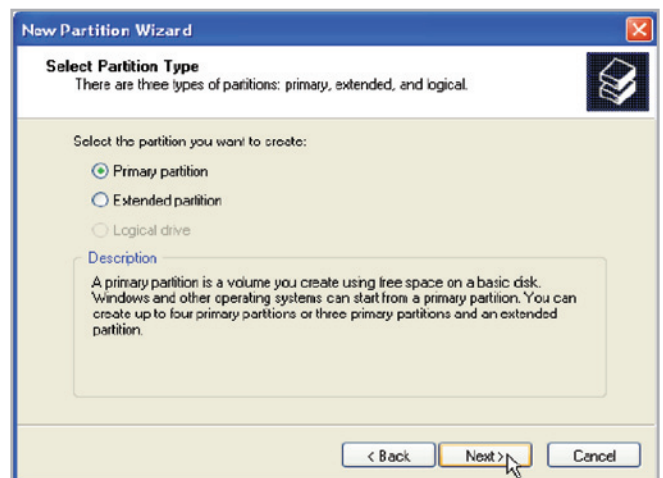 New Partition Wizard
Select Partition Type
There are three types of partitions: primary, extended, and logical.
Select the partition you want to create:
Primary partition
Extended partition
Logical drive
Description
A primary partition is a volume you create using free space on a basic disk.
Windows and other operating systems can start from a primary partition. You can
create up to four primary partitions or three primary partitions and an extended
partition.
< Back
Next >
Cancel